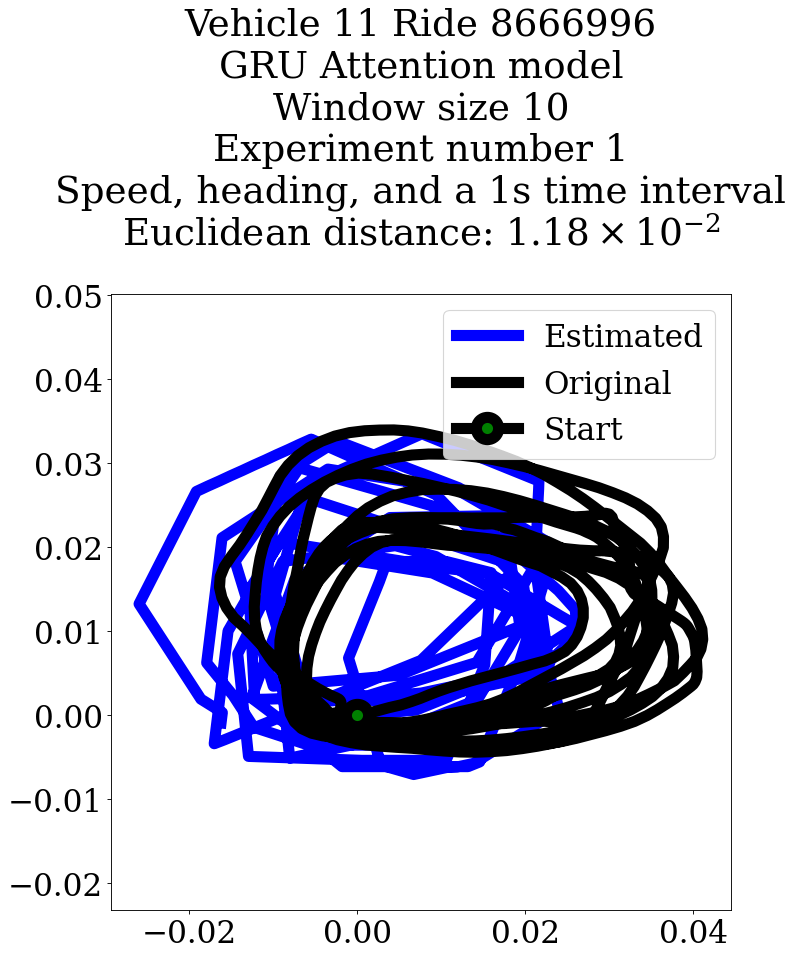 Vehicle 11 Ride 8666996
GRU Attention model
Window size 10
Experiment number 1
Speed, heading, and a 1s time interval
Euclidean distance: 1.18 × 10⁻²
0.05
0.04
0.03
0.02
0.01
0.00
−0.01
−0.02
Estimated
Original
Start
−0.02 0.00 0.02 0.04